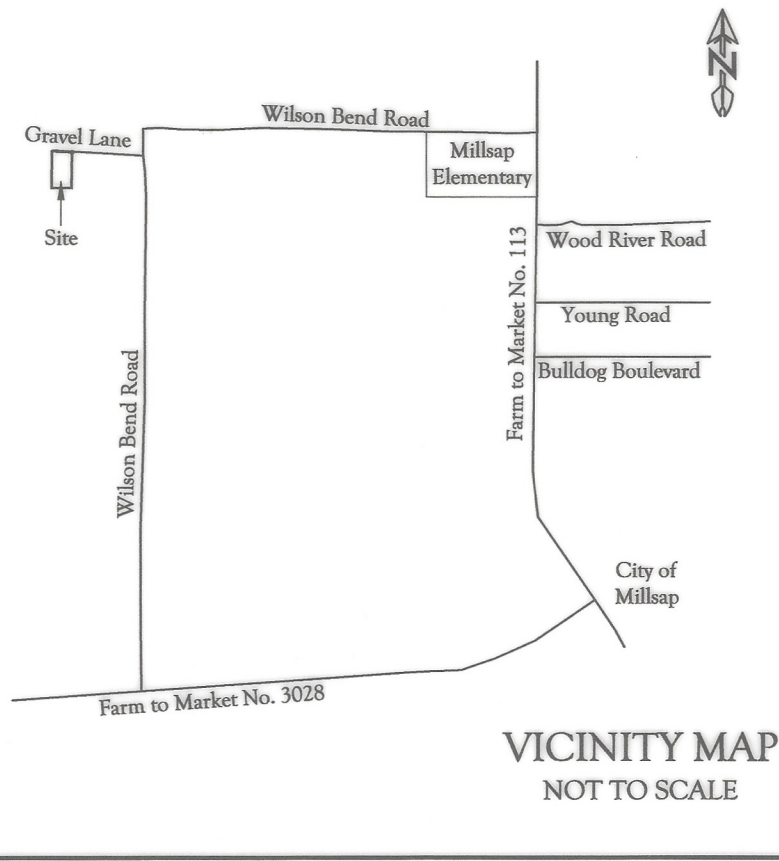 N
Wilson Bend Road
Gravel Lane
Millsap
Elementary
Site
Wood River Road
Farm to Market No. 113
Young Road
Bulldog Boulevard
Wilson Bend Road
City of
Millsap
Farm to Market No. 3028
VICINITY MAP
NOT TO SCALE